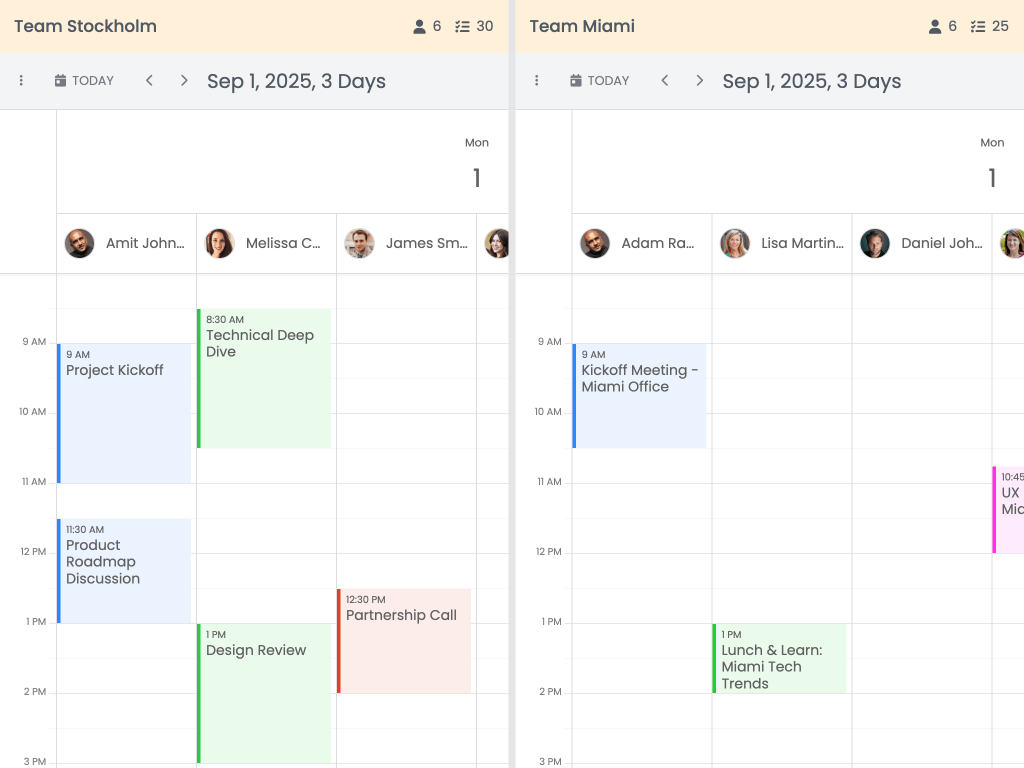 Team Stockholm 6 30
TODAY Sep 1, 2025, 3 Days
Mon
1
Amit John... Melissa C... James Sm...
8:30 AM
Technical Deep
Dive
9 AM
9 AM
Project Kickoff
10 AM
11 AM
11:30 AM
Product
Roadmap
Discussion
12 PM
12:30 PM
Partnership Call
1 PM
1 PM
Design Review
2 PM
3 PM
Team Miami 6 25
TODAY Sep 1, 2025, 3 Days
Mon
1
Adam Ra... Lisa Martin... Daniel Joh...
9 AM
9 AM
Kickoff Meeting -
Miami Office
10 AM
11 AM
10:45
UX
12 PM
1 PM
1 PM
Lunch & Learn:
Miami Tech
Trends
2 PM
3 PM